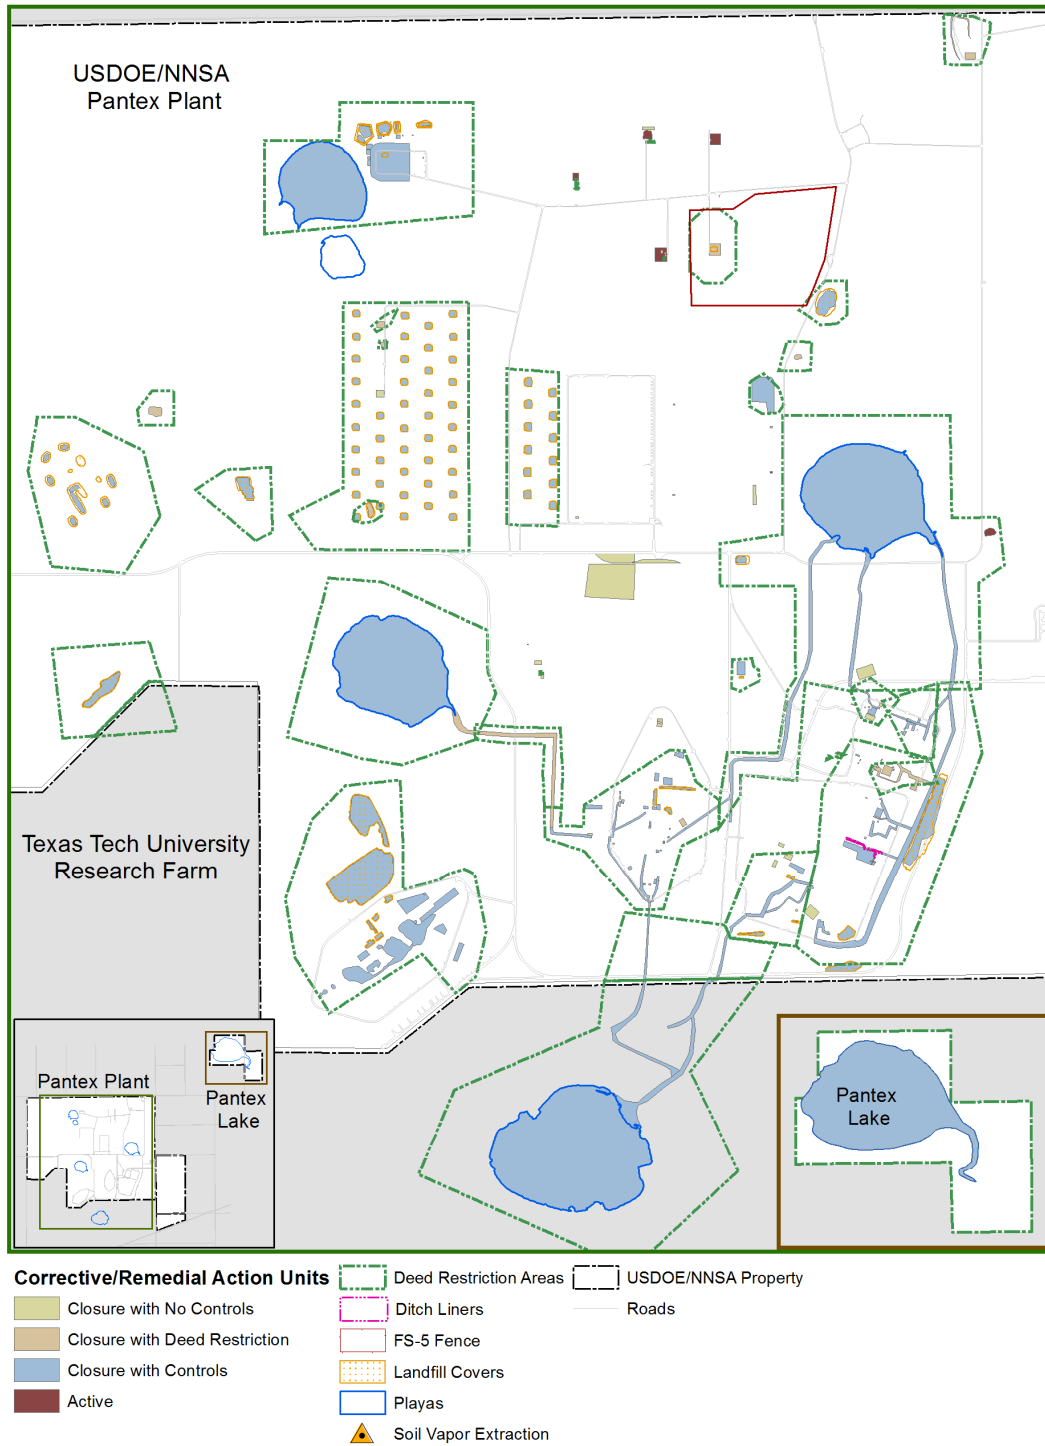 USDOE/NNSA
Pantex Plant
Texas Tech University
Research Farm
Pantex Plant
Pantex
Lake
Pantex
Lake
Corrective/Remedial Action Units
Closure with No Controls
Closure with Deed Restriction
Closure with Controls
Active
Deed Restriction Areas
Ditch Liners
FS-5 Fence
Landfill Covers
Playas
Soil Vapor Extraction
USDOE/NNSA Property
Roads